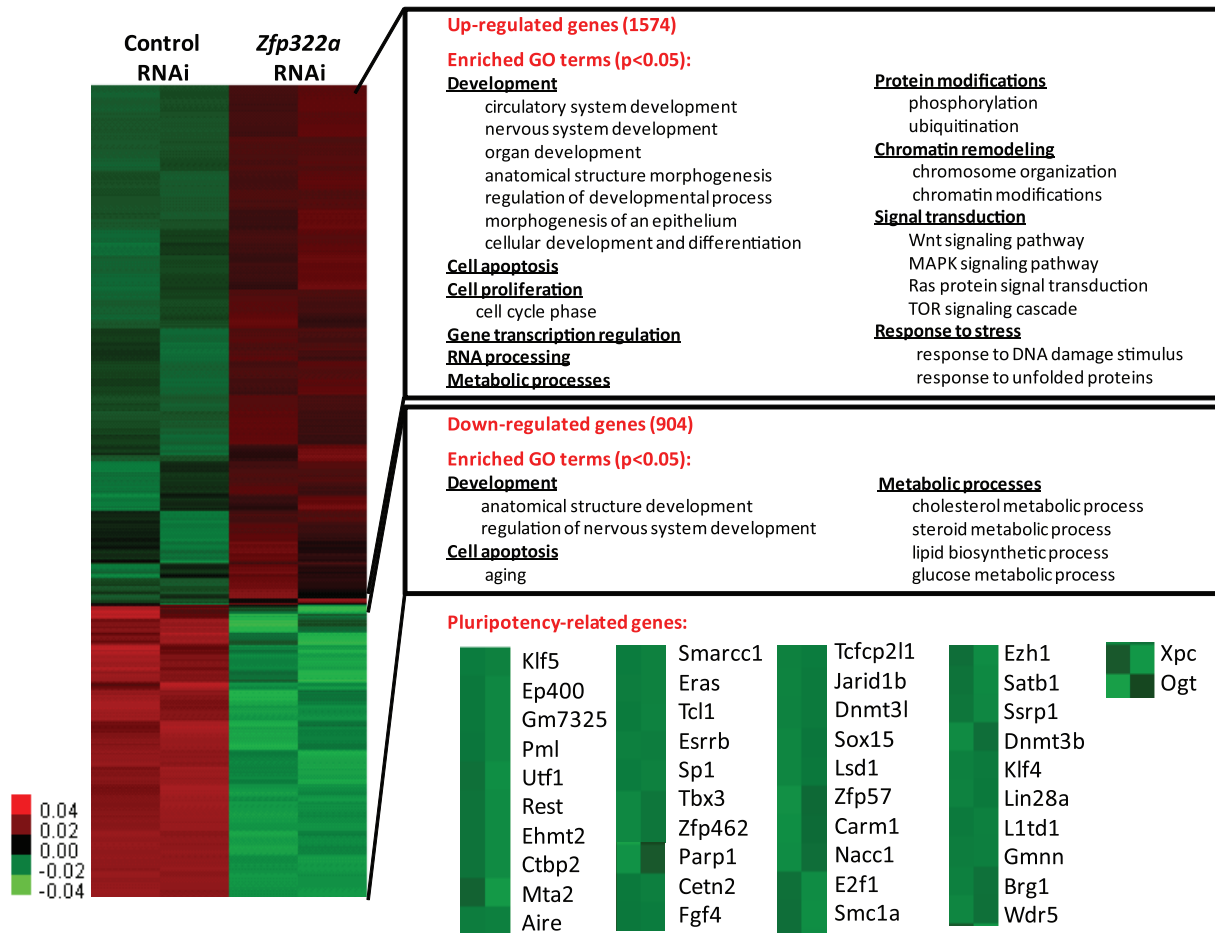 Control
RNAi
Zfp322a
RNAi
Up-regulated genes (1574)
Enriched GO terms (p<0.05):
Development
circulatory system development
nervous system development
organ development
anatomical structure morphogenesis
regulation of developmental process
morphogenesis of an epithelium
cellular development and differentiation
Cell apoptosis
Cell proliferation
cell cycle phase
Gene transcription regulation
RNA processing
Metabolic processes
Protein modifications
phosphorylation
ubiquitination
Chromatin remodeling
chromosome organization
chromatin modifications
Signal transduction
Wnt signaling pathway
MAPK signaling pathway
Ras protein signal transduction
TOR signaling cascade
Response to stress
response to DNA damage stimulus
response to unfolded proteins
Down-regulated genes (904)
Enriched GO terms (p<0.05):
Development
anatomical structure development
regulation of nervous system development
Cell apoptosis
aging
Metabolic processes
cholesterol metabolic process
steroid metabolic process
lipid biosynthetic process
glucose metabolic process
Pluripotency-related genes:
Klf5
Ep400
Gm7325
Pml
Utf1
Rest
Ehmt2
Ctbp2
Mta2
Aire
Smarcc1
Eras
Tcl1
Esrrb
Sp1
Tbx3
Zfp462
Parp1
Cetn2
Fgf4
Tcfcp2l1
Jarid1b
Dnmt3l
Sox15
Lsd1
Zfp57
Carm1
Nacc1
E2f1
Smc1a
Ezh1
Satb1
Ssrp1
Dnmt3b
Klf4
Lin28a
L1td1
Gmnn
Brg1
Wdr5
Xpc
Ogt
0.04
0.02
0.00
-0.02
-0.04